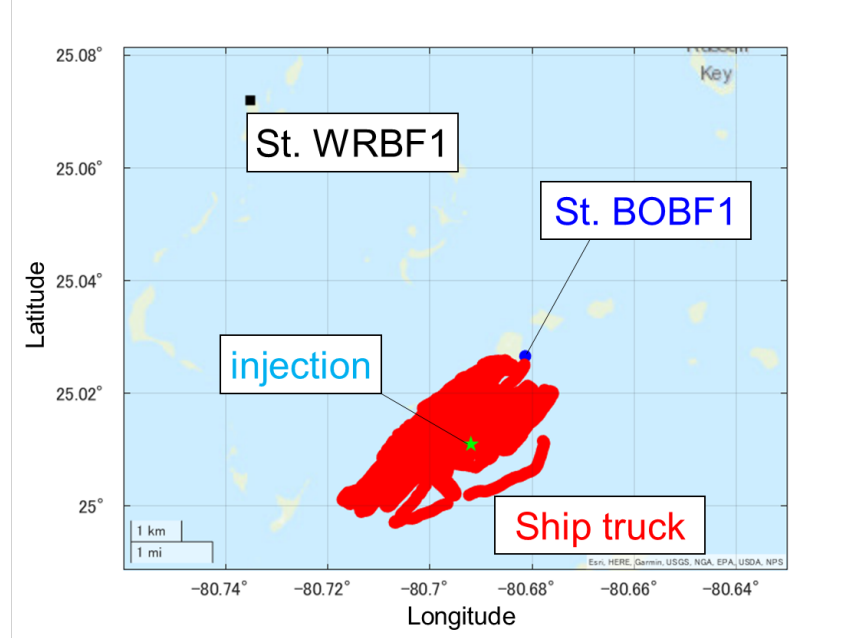 Key
25.08°
St. WRBF1
25.06°
St. BOBF1
25.04°
Latitude
injection
25.02°
25°
Ship truck
1 km
1 mi
Esri, HERE, Garmin, USGS, NGA, EPA, USDA, NPS
−80.74° −80.72° −80.7° −80.68° −80.66° −80.64°
Longitude